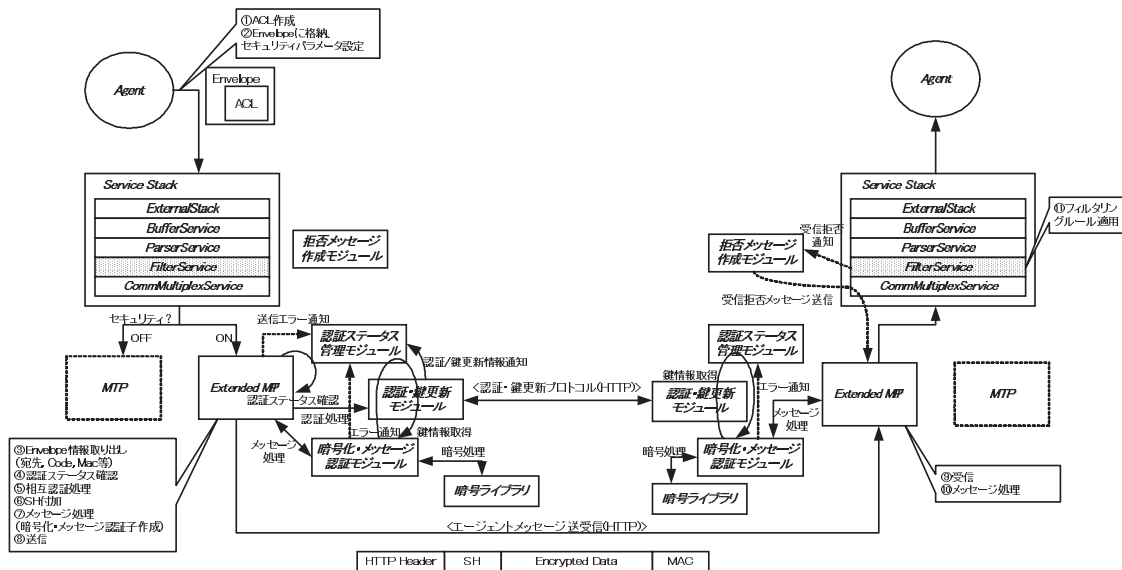 ①ACL作成
②Envelopeに格納、
セキュリティパラメータ設定
Agent
Envelope
ACL
Service Stack
ExternalStack
BufferService
ParserService
FilterService
CommMultiplexService
拒否メッセージ
作成モジュール
セキュリティ?
OFF
ON
送信エラー通知
認証ステータス
管理モジュール
認証/鍵更新情報通知
MTP
Extended MTP
認証ステータス確認
認証処理
認証・鍵更新
モジュール
エラー通知
鍵情報取得
メッセージ
処理
暗号化・メッセージ
認証モジュール
暗号処理
暗号ライブラリ
③Envelope情報取り出し
(宛先, Code, Mac等)
④認証ステータス確認
⑤相互認証処理
⑥SH付加
⑦メッセージ処理
(暗号化・メッセージ認証子作成)
⑧送信
<認証・鍵更新プロトコル(HTTP)>
<エージェントメッセージ送受信(HTTP)>
HTTP Header
SH
Encrypted Data
MAC
Agent
Service Stack
ExternalStack
BufferService
ParserService
FilterService
CommMultiplexService
⑪フィルタリン
グルール適用
受信拒否
通知
拒否メッセージ
作成モジュール
受信拒否メッセージ送信
認証ステータス
管理モジュール
鍵情報取得
認証・鍵更新
モジュール
エラー通知
メッセージ
処理
Extended MTP
MTP
暗号処理
暗号化・メッセージ
認証モジュール
暗号ライブラリ
⑨受信
⑩メッセージ処理